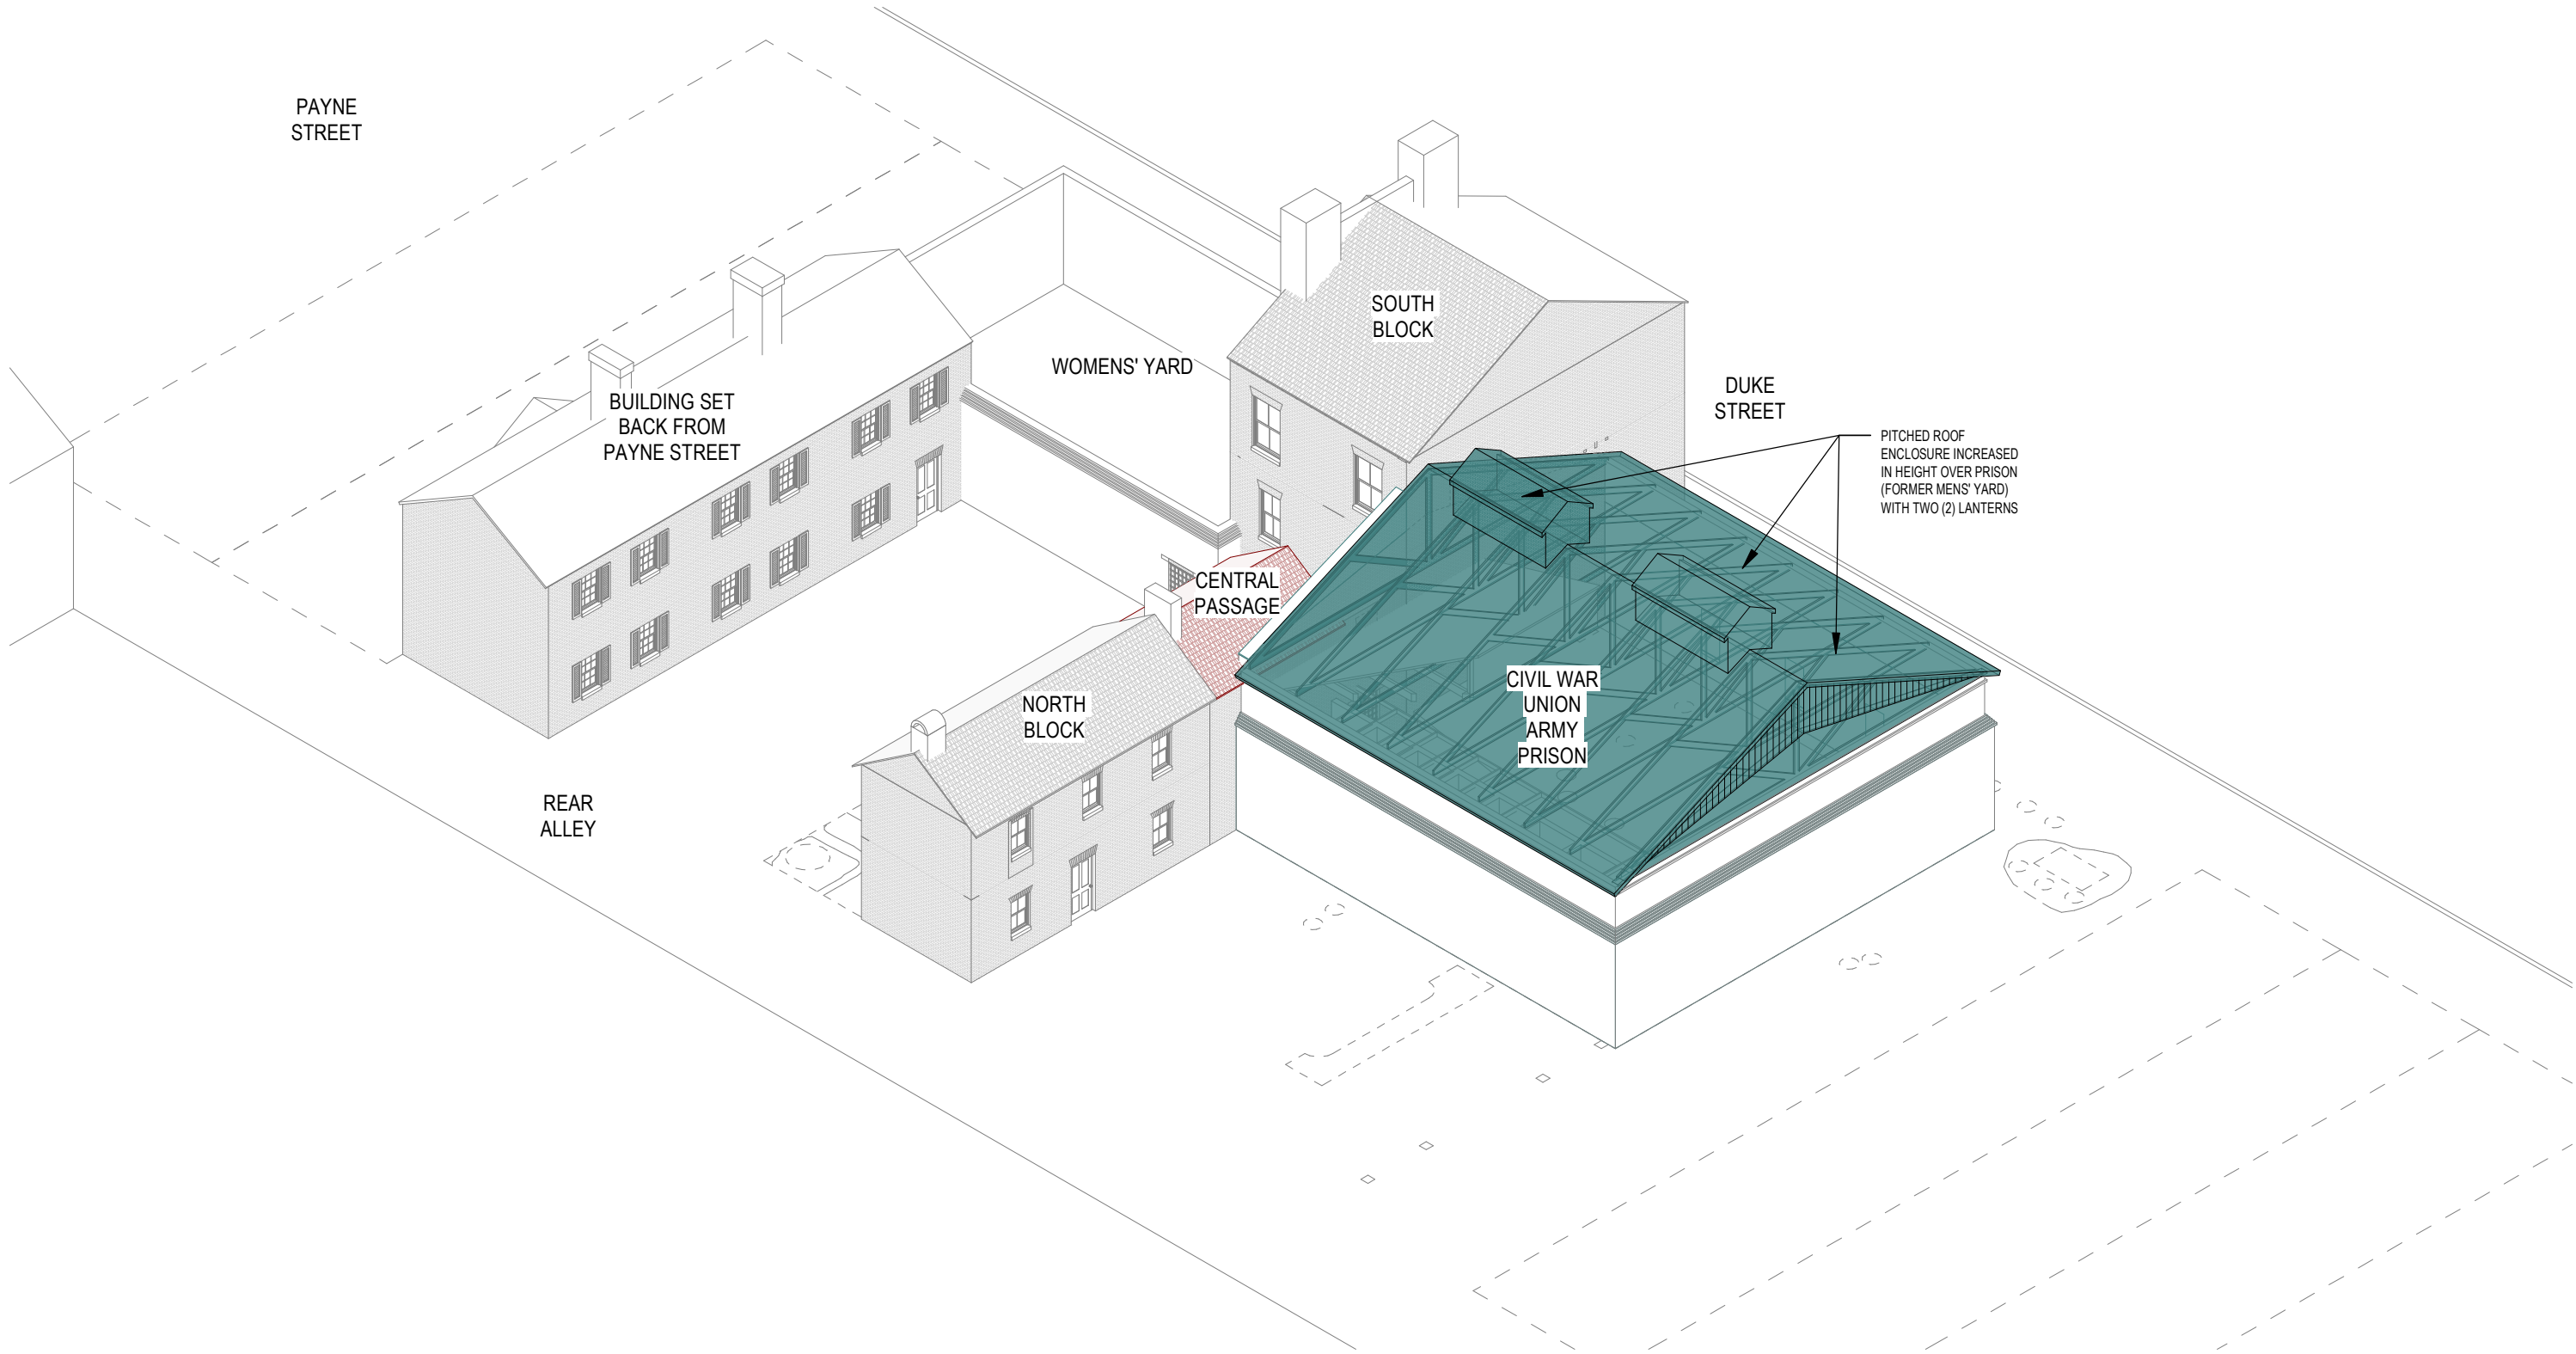 PAYNE
STREET
SOUTH
BLOCK
WOMENS' YARD
DUKE
STREET
BUILDING SET
BACK FROM
PAYNE STREET
PITCHED ROOF
ENCLOSURE INCREASED
IN HEIGHT OVER PRISON
(FORMER MENS' YARD)
WITH TWO (2) LANTERNS
CENTRAL
PASSAGE
NORTH
BLOCK
CIVIL WAR
UNION
ARMY
PRISON
REAR
ALLEY